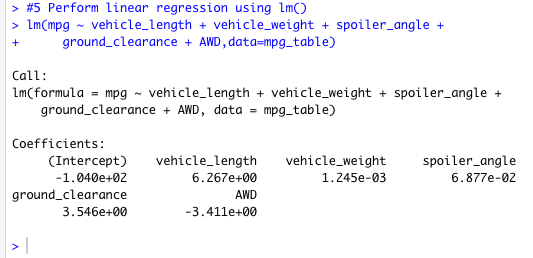 > #5 Perform linear regression using lm()
> lm(mpg ~ vehicle_length + vehicle_weight + spoiler_angle +
+      ground_clearance + AWD,data=mpg_table)

Call:
lm(formula = mpg ~ vehicle_length + vehicle_weight + spoiler_angle +
    ground_clearance + AWD, data = mpg_table)

Coefficients:
     (Intercept)    vehicle_length    vehicle_weight     spoiler_angle
      -1.040e+02         6.267e+00         1.245e-03         6.877e-02
ground_clearance               AWD
       3.546e+00        -3.411e+00

>